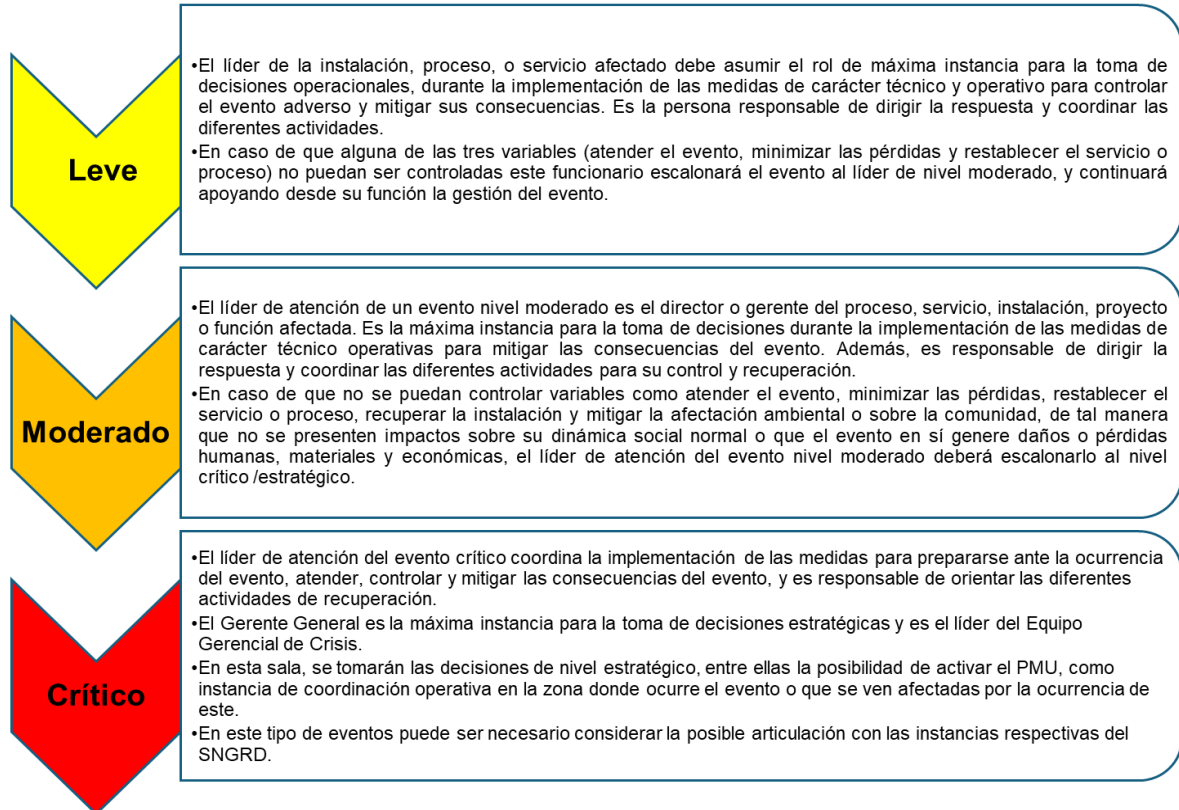 Leve
•El líder de la instalación, proceso, o servicio afectado debe asumir el rol de máxima instancia para la toma de
decisiones operacionales, durante la implementación de las medidas de carácter técnico y operativo para controlar
el evento adverso y mitigar sus consecuencias. Es la persona responsable de dirigir la respuesta y coordinar las
diferentes actividades.
•En caso de que alguna de las tres variables (atender el evento, minimizar las pérdidas y restablecer el servicio o
proceso) no puedan ser controladas este funcionario escalonará el evento al líder de nivel moderado, y continuará
apoyando desde su función la gestión del evento.
Moderado
•El líder de atención de un evento nivel moderado es el director o gerente del proceso, servicio, instalación, proyecto
o función afectada. Es la máxima instancia para la toma de decisiones durante la implementación de las medidas de
carácter técnico operativas para mitigar las consecuencias del evento. Además, es responsable de dirigir la
respuesta y coordinar las diferentes actividades para su control y recuperación.
•En caso de que no se puedan controlar variables como atender el evento, minimizar las pérdidas, restablecer el
servicio o proceso, recuperar la instalación y mitigar la afectación ambiental o sobre la comunidad, de tal manera
que no se presenten impactos sobre su dinámica social normal o que el evento en sí genere daños o pérdidas
humanas, materiales y económicas, el líder de atención del evento nivel moderado deberá escalonarlo al nivel
crítico /estratégico.
Crítico
•El líder de atención del evento crítico coordina la implementación de las medidas para prepararse ante la ocurrencia
del evento, atender, controlar y mitigar las consecuencias del evento, y es responsable de orientar las diferentes
actividades de recuperación.
•El Gerente General es la máxima instancia para la toma de decisiones estratégicas y es el líder del Equipo
Gerencial de Crisis.
•En esta sala, se tomarán las decisiones de nivel estratégico, entre ellas la posibilidad de activar el PMU, como
instancia de coordinación operativa en la zona donde ocurre el evento o que se ven afectadas por la ocurrencia de
este.
•En este tipo de eventos puede ser necesario considerar la posible articulación con las instancias respectivas del
SNGRD.